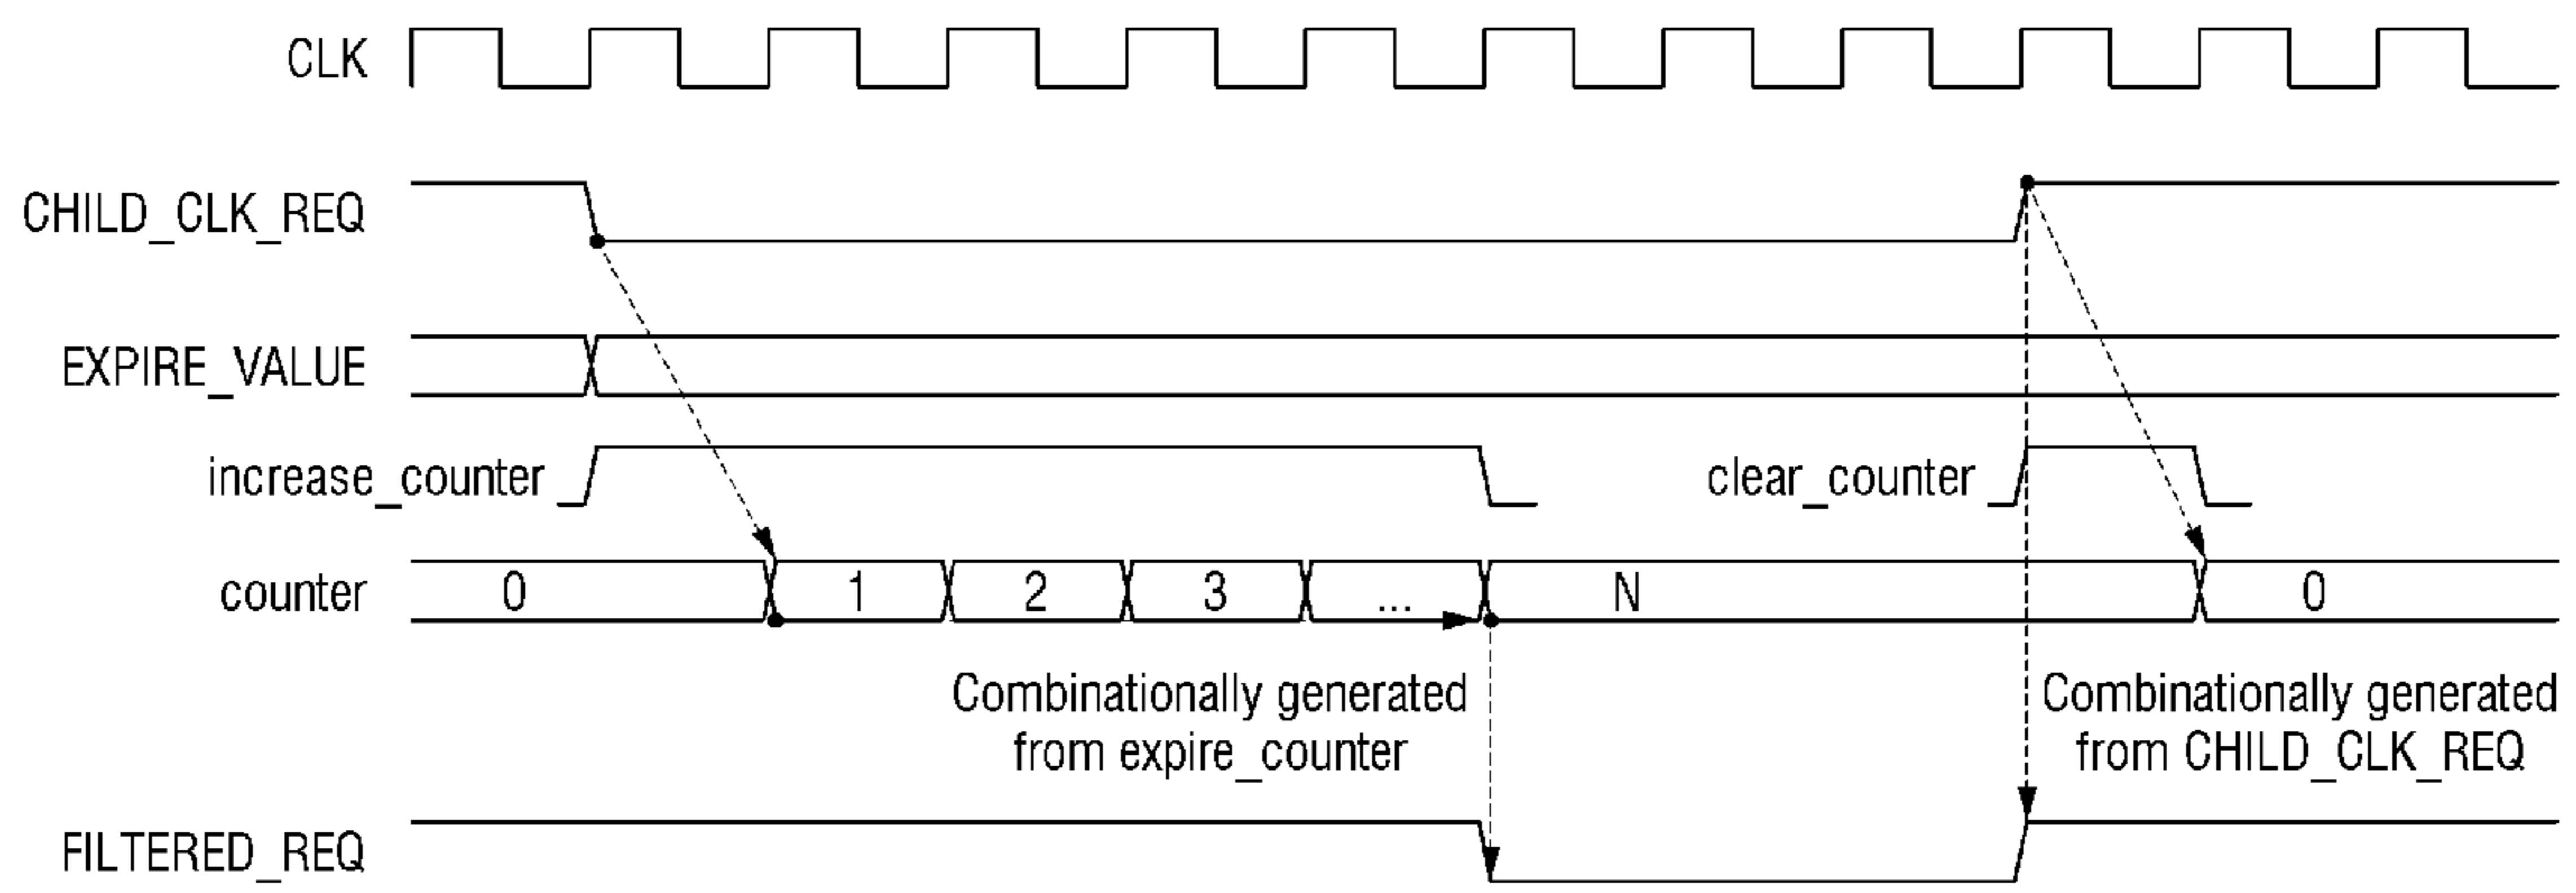 CLK
CHILD_CLK_REQ
EXPIRE_VALUE
increase_counter
clear_counter
counter
0
1
2
3
...
N
0
Combinationally generated
from expire_counter
Combinationally generated
from CHILD_CLK_REQ
FILTERED_REQ